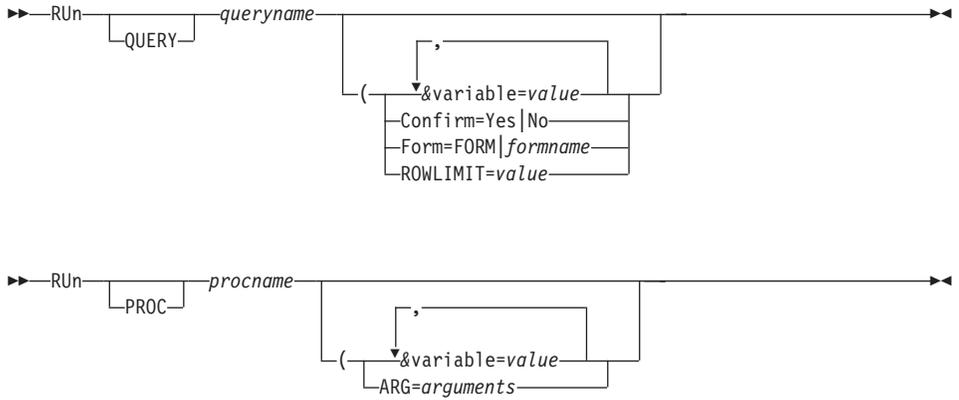 RUn queryname
QUERY
,
( &variable=value
Confirm=Yes|No
Form=FORM|formname
ROWLIMIT=value
RUn procname
PROC
,
( &variable=value
ARG=arguments